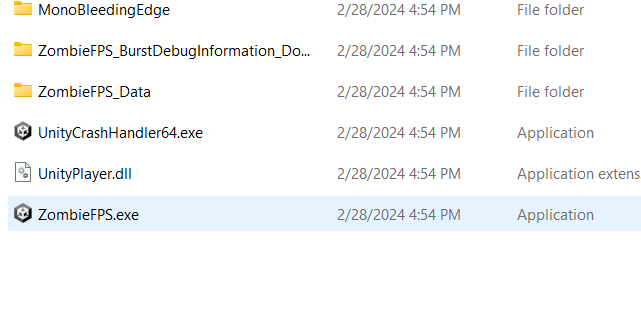 MonoBleedingEdge 2/28/2024 4:54 PM File folder
ZombieFPS_BurstDebugInformation_Do... 2/28/2024 4:54 PM File folder
ZombieFPS_Data 2/28/2024 4:54 PM File folder
UnityCrashHandler64.exe 2/28/2024 4:54 PM Application
UnityPlayer.dll 2/28/2024 4:54 PM Application extens
ZombieFPS.exe 2/28/2024 4:54 PM Application